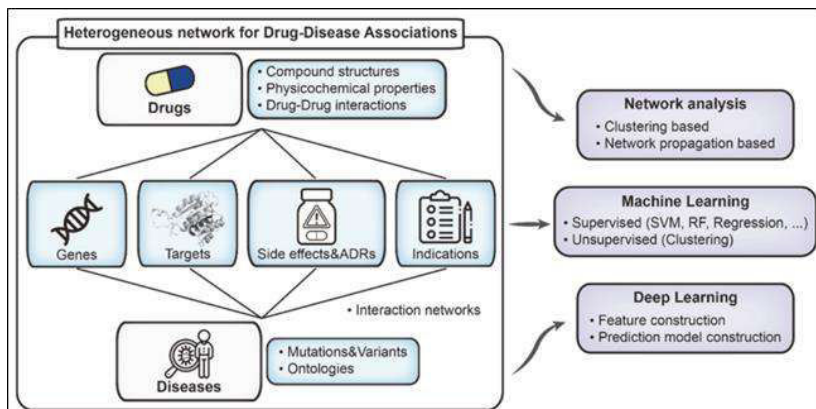 Heterogeneous network for Drug-Disease Associations
Drugs
• Compound structures
• Physicochemical properties
• Drug-Drug interactions
Genes
Targets
Side effects&ADRs
Indications
• Interaction networks
Diseases
• Mutations&Variants
• Ontologies
Network analysis
• Clustering based
• Network propagation based
Machine Learning
• Supervised (SVM, RF, Regression, ...)
• Unsupervised (Clustering)
Deep Learning
• Feature construction
• Prediction model construction